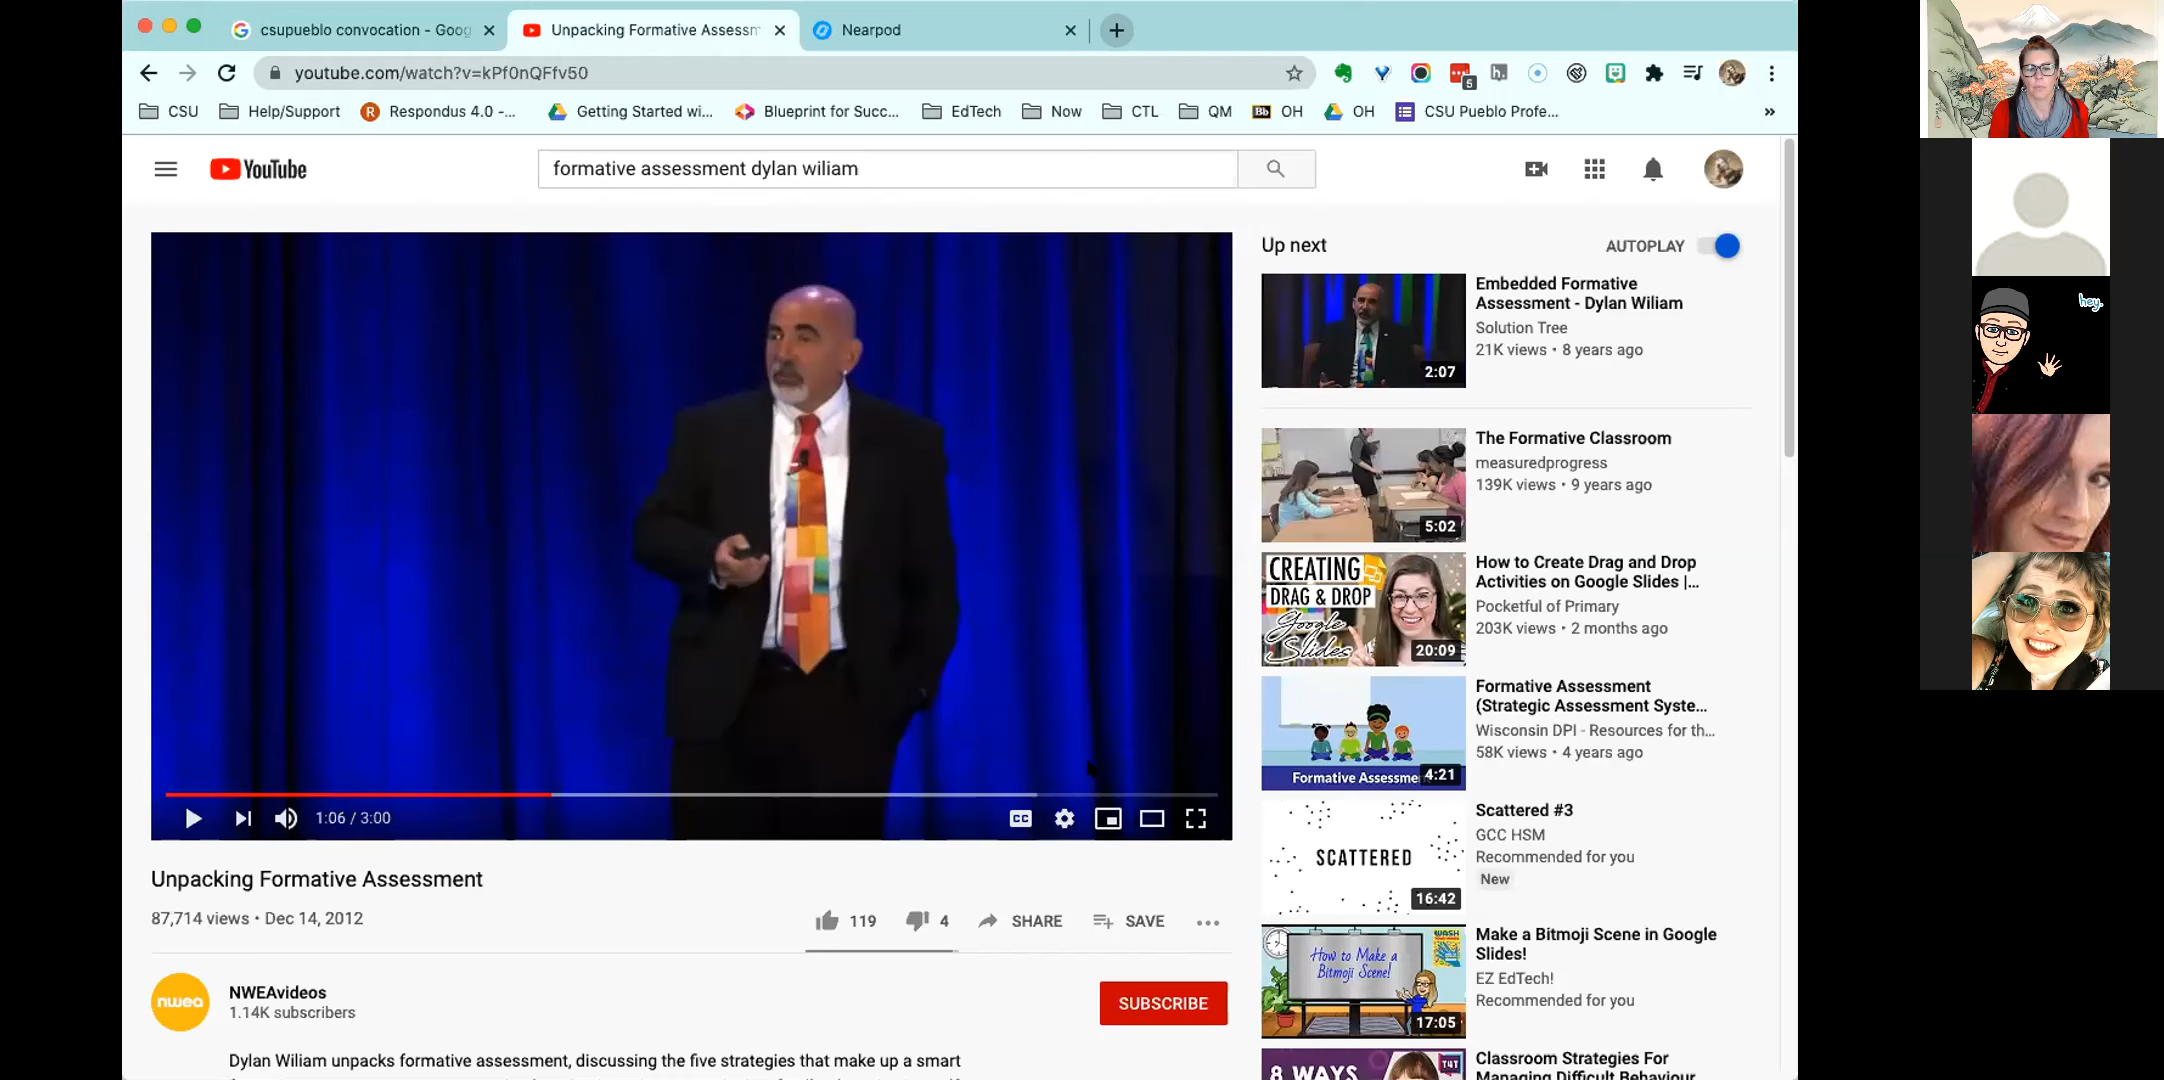 csupueblo convocation - Goog
Unpacking Formative Assessm
Nearpod
youtube.com/watch?v=kPf0nQFfv50
5
CSU
Help/Support
R
Respondus 4.0 -...
Getting Started wi...
Blueprint for Succ...
EdTech
Now
CTL
QM
Bb
OH
OH
CSU Pueblo Profe...
YouTube
formative assessment dylan wiliam
hey.
Up next
AUTOPLAY
Embedded Formative
Assessment - Dylan Wiliam
Solution Tree
21K views • 8 years ago
2:07
The Formative Classroom
measuredprogress
139K views • 9 years ago
5:02
CREATING
DRAG & DROP
Google
Slides
20:09
How to Create Drag and Drop
Activities on Google Slides |...
Pocketful of Primary
203K views • 2 months ago
Formative Assessme
4:21
Formative Assessment
(Strategic Assessment Syste...
Wisconsin DPI - Resources for th...
58K views • 4 years ago
SCATTERED
16:42
Scattered #3
GCC HSM
Recommended for you
New
How to Make a
Bitmoji Scene!
WASH
17:05
Make a Bitmoji Scene in Google
Slides!
EZ EdTech!
Recommended for you
8 WAYS
T4T
Classroom Strategies For
Managing Difficult Behaviour
1:06 / 3:00
CC
Unpacking Formative Assessment
87,714 views • Dec 14, 2012
119
4
SHARE
SAVE
nwea
NWEAvideos
1.14K subscribers
SUBSCRIBE
Dylan Wiliam unpacks formative assessment, discussing the five strategies that make up a smart